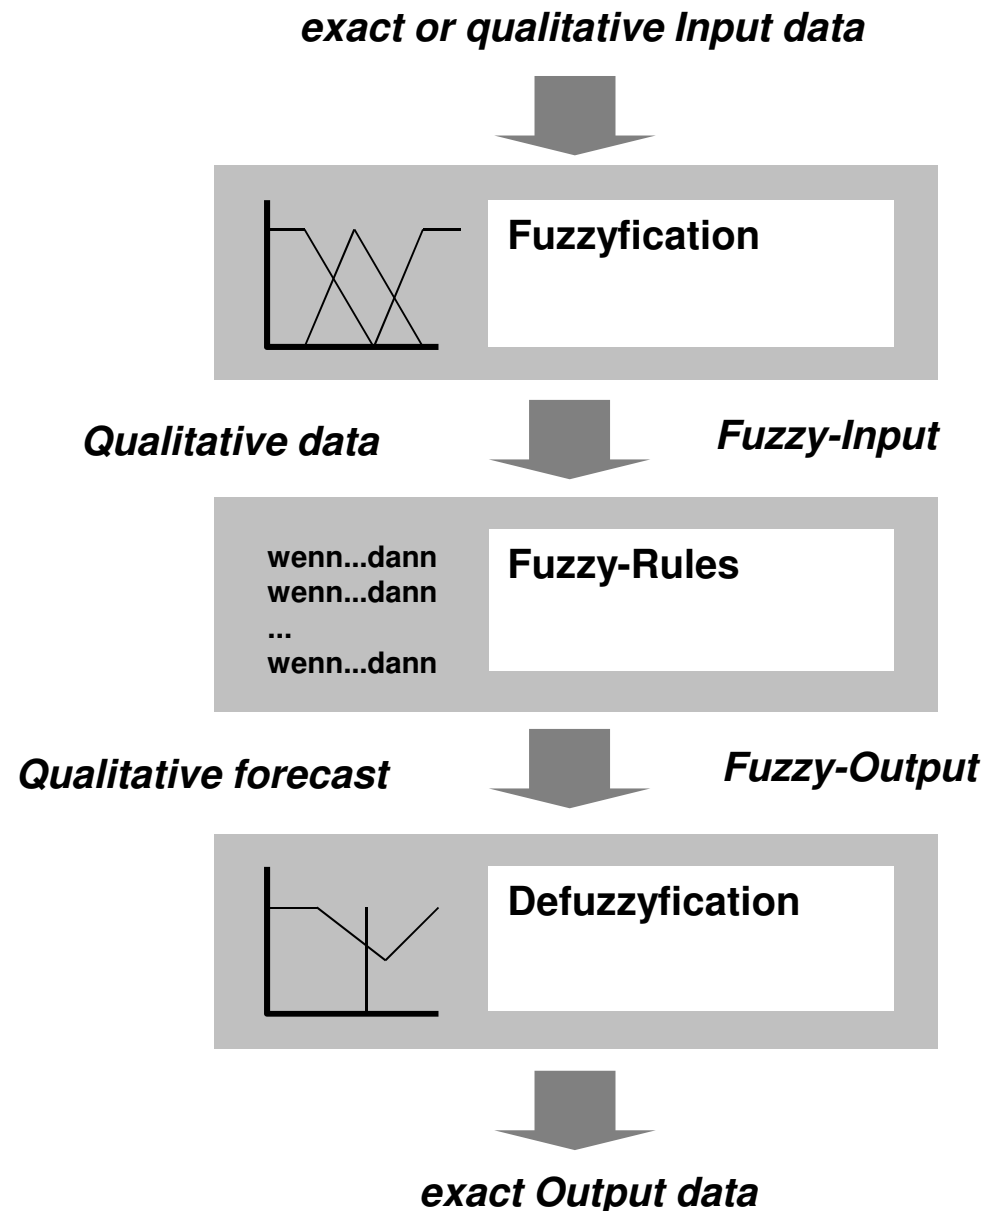 exact or qualitative Input data
Fuzzyfication
Qualitative data
Fuzzy-Input
wenn...dann
wenn...dann
...
wenn...dann
Fuzzy-Rules
Qualitative forecast
Fuzzy-Output
Defuzzyfication
exact Output data